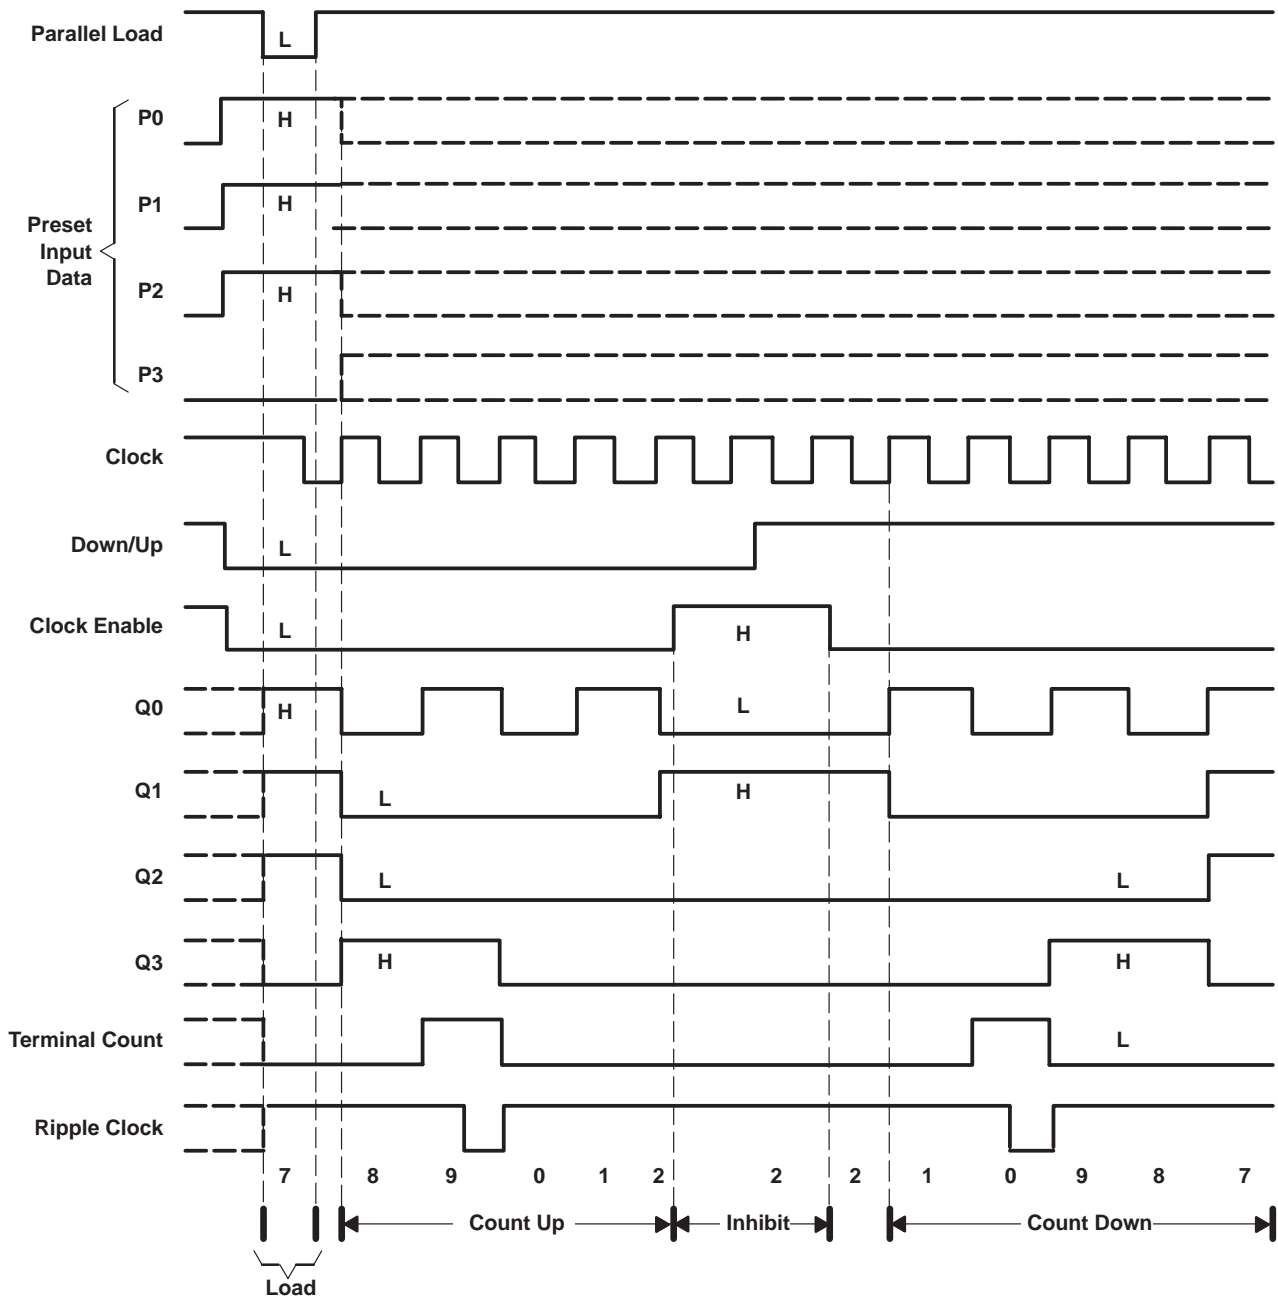 Parallel Load
L
P0
H
P1
H
Preset
Input
Data
P2
H
P3
Clock
Down/Up
L
Clock Enable
L
H
Q0
H
L
Q1
L
H
Q2
L
L
Q3
H
H
Terminal Count
L
Ripple Clock
7 8 9 0 1 2 2 2 1 0 9 8 7
Count Up
Inhibit
Count Down
Load